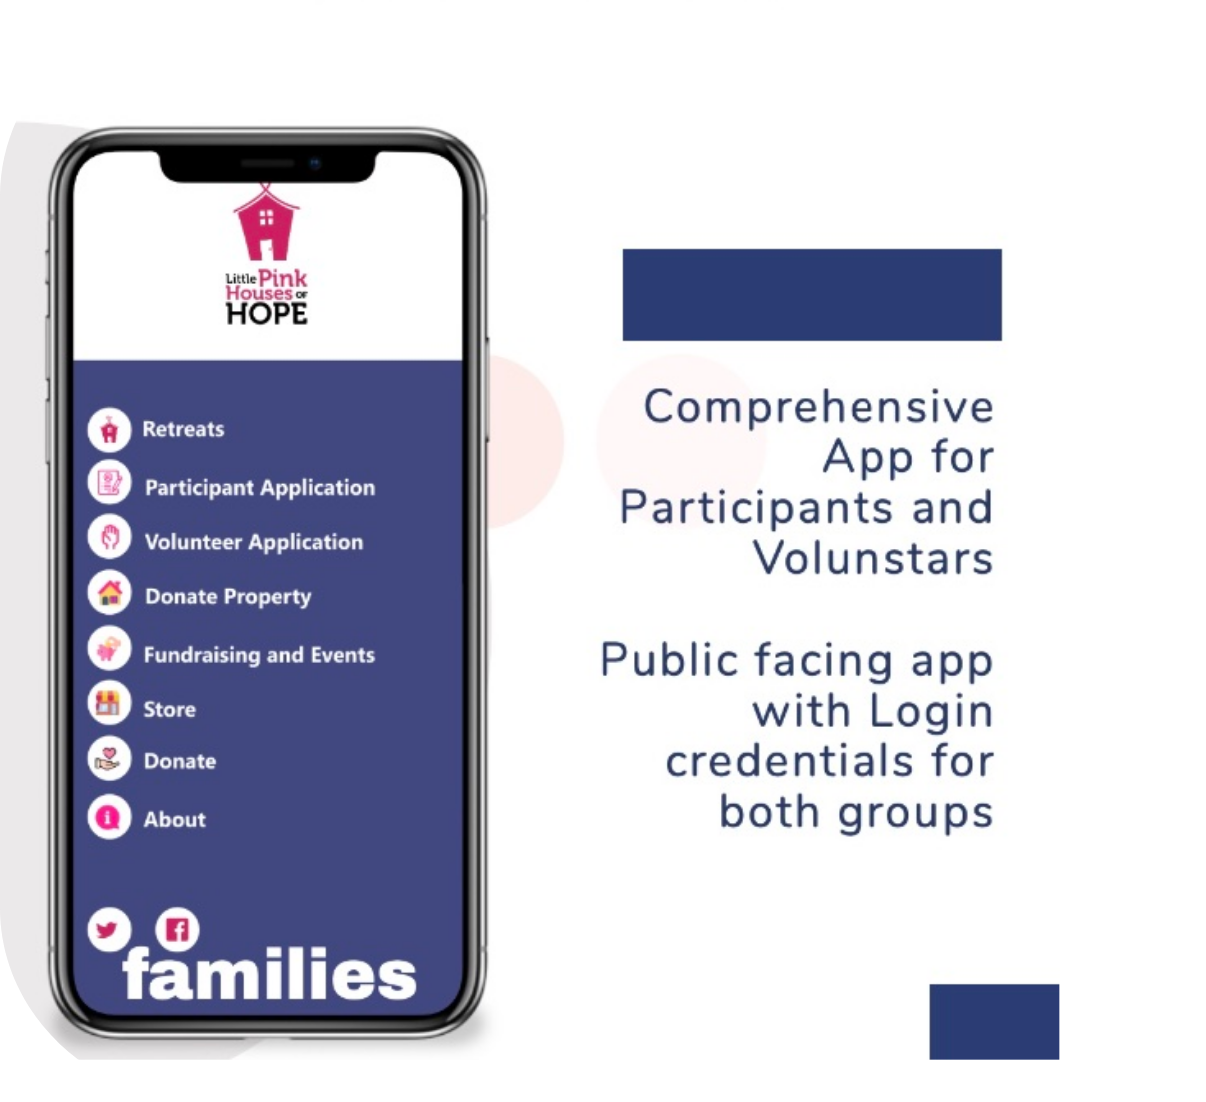 Little Pink
Houses OF
HOPE
Retreats
Participant Application
Volunteer Application
Donate Property
Fundraising and Events
Store
Donate
About
families
Comprehensive
App for
Participants and
Volunstars
Public facing app
with Login
credentials for
both groups